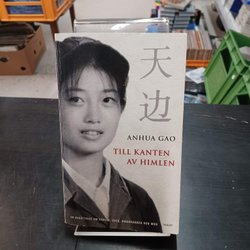 天
边
ANHUA GAO
TILL KANTEN
AV HIMLEN